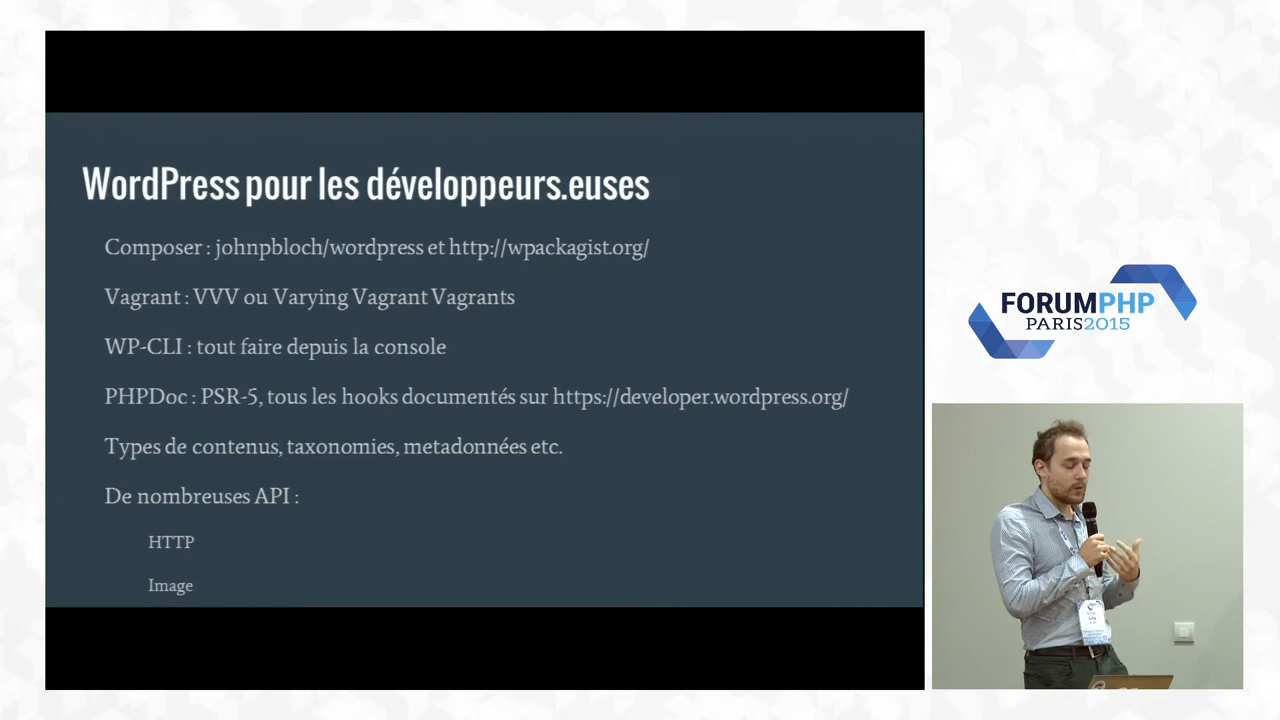 WordPress pour les développeurs.euses
Composer : johnpbloch/wordpress et http://wpackagist.org/
Vagrant : VVV ou Varying Vagrant Vagrants
WP-CLI : tout faire depuis la console
PHPDoc : PSR-5, tous les hooks documentés sur https://developer.wordpress.org/
Types de contenus, taxonomies, metadonnées etc.
De nombreuses API :
HTTP
Image
FORUMPHP
PARIS2015